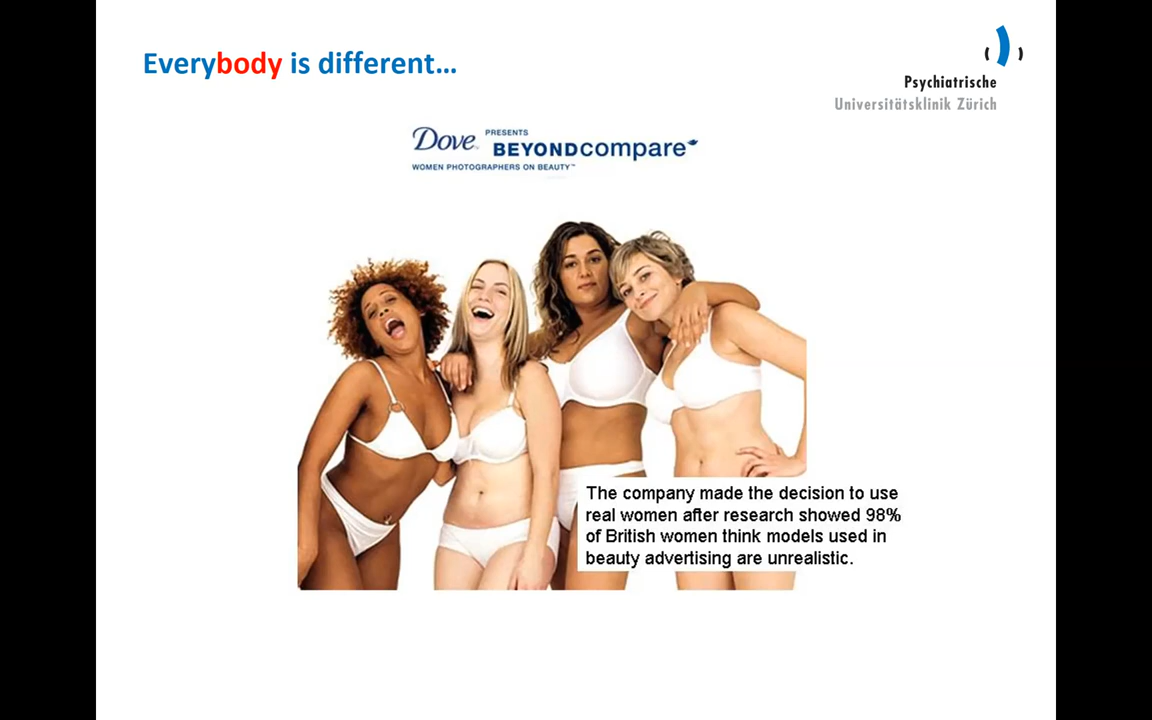 Everybody is different…
Psychiatrische
Universitätsklinik Zürich
Dove PRESENTS
BEYONDcompare
WOMEN PHOTOGRAPHERS ON BEAUTY™
The company made the decision to use
real women after research showed 98%
of British women think models used in
beauty advertising are unrealistic.